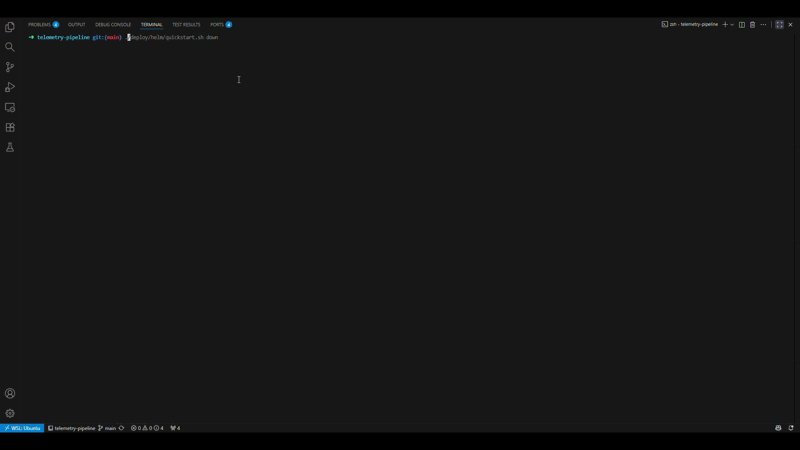 PROBLEMS 4 OUTPUT DEBUG CONSOLE TERMINAL TEST RESULTS PORTS 4 zsh - telemetry-pipeline
→ telemetry-pipeline git:(main) ./deploy/helm/quickstart.sh down
WSL: Ubuntu telemetry-pipeline main 0 0 4 4